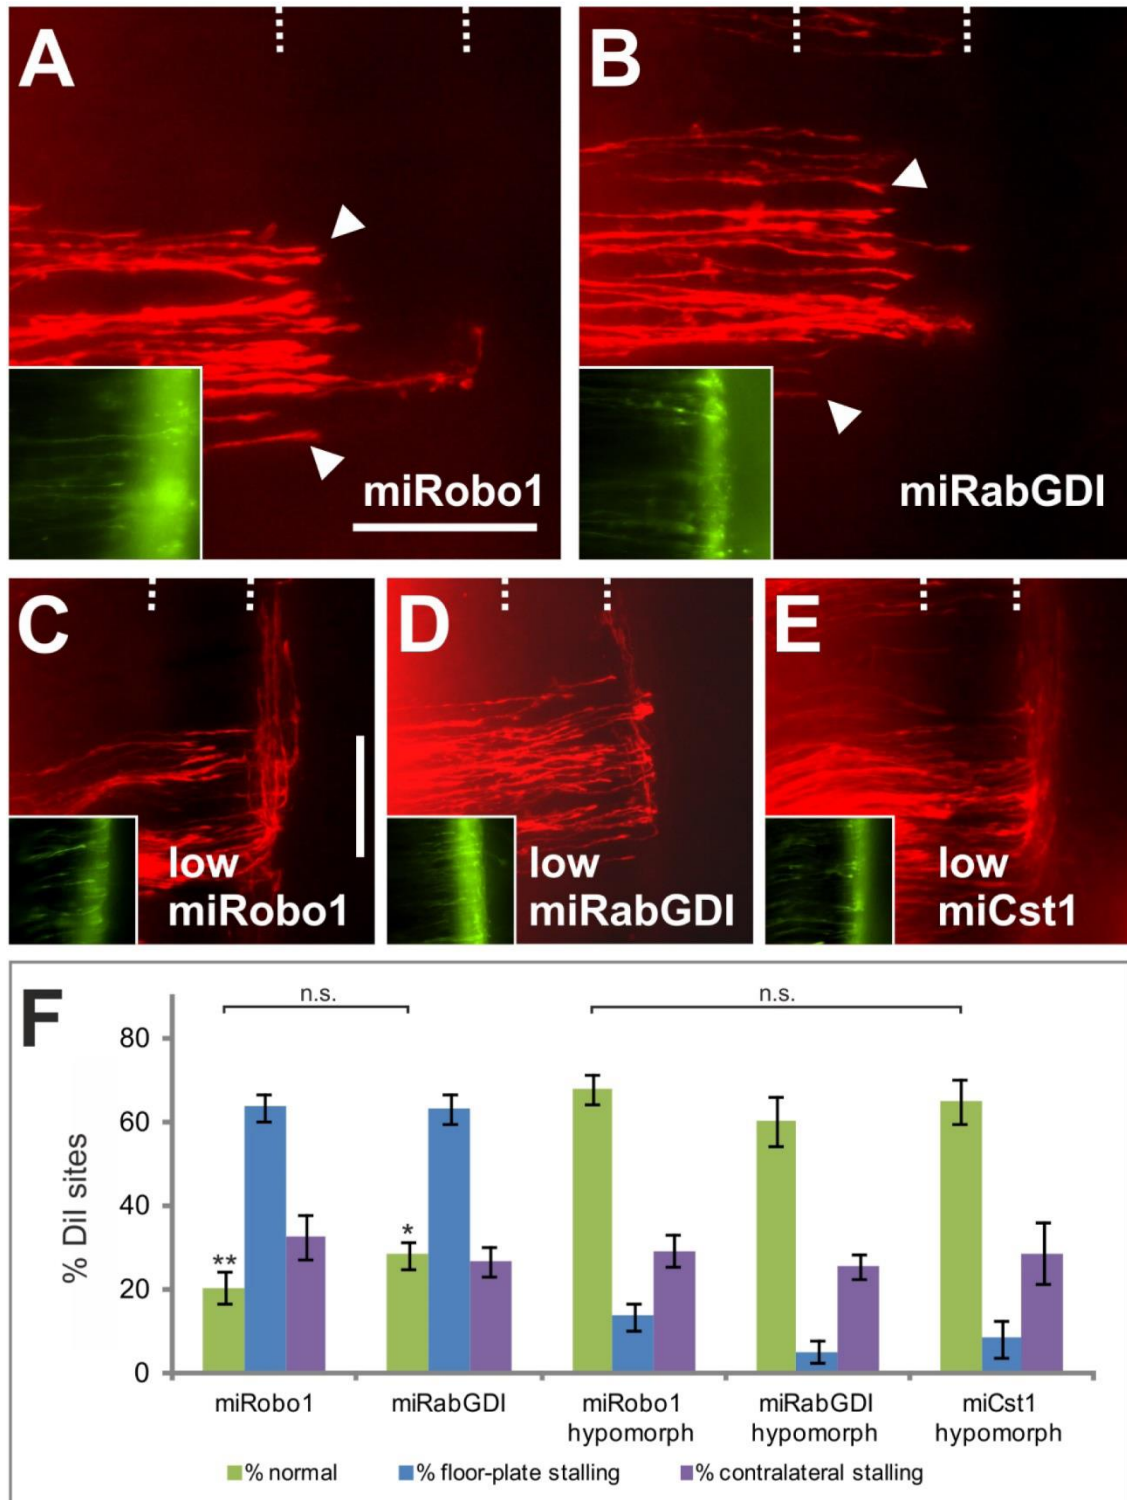 A
miRobo1
B
miRabGDI
C
low
miRobo1
D
low
miRabGDI
E
low
miCst1
F
n.s.
n.s.
% DiI sites
80
60
40
20
0
**
*
miRobo1
miRabGDI
miRobo1
hypomorph
miRabGDI
hypomorph
miCst1
hypomorph
% normal
% floor-plate stalling
% contralateral stalling